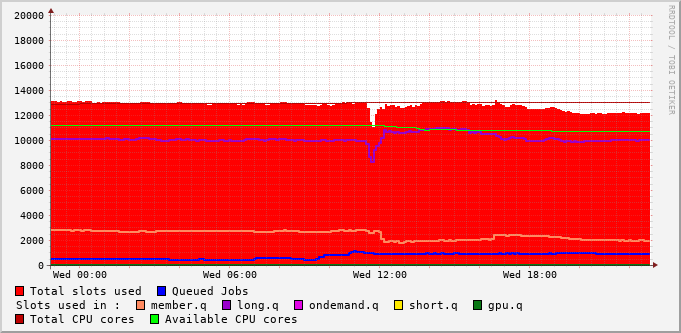 20000
18000
16000
14000
12000
10000
8000
6000
4000
2000
0
Wed 00:00 Wed 06:00 Wed 12:00 Wed 18:00
RRDTOOL / TOBI OETIKER
Total slots used Queued Jobs
Slots used in : member.q long.q ondemand.q short.q gpu.q
Total CPU cores Available CPU cores